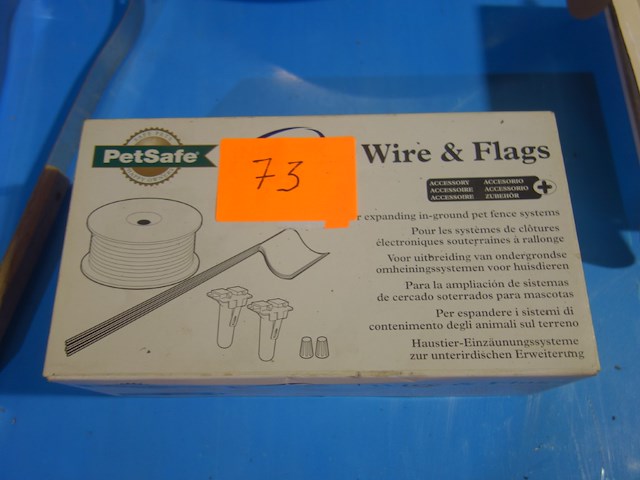 PetSafe
73
Wire & Flags
ACCESSORY ACCESORIO
ACCESSOIRE ACCESSORIO
ACCESSOIRE ZUBEHÖR
expanding in-ground pet fence systems
Pour les systèmes de clôtures
électroniques souterraines à rallonge
Voor uitbreiding van ondergrondse
omheiningssystemen voor huisdieren
Para la ampliación de sistemas
de cercado soterrados para mascotas
Per espandere i sistemi di
contenimento degli animali sul terreno
Haustier-Einzäunungssysteme
zur unterirdischen Erweiterung